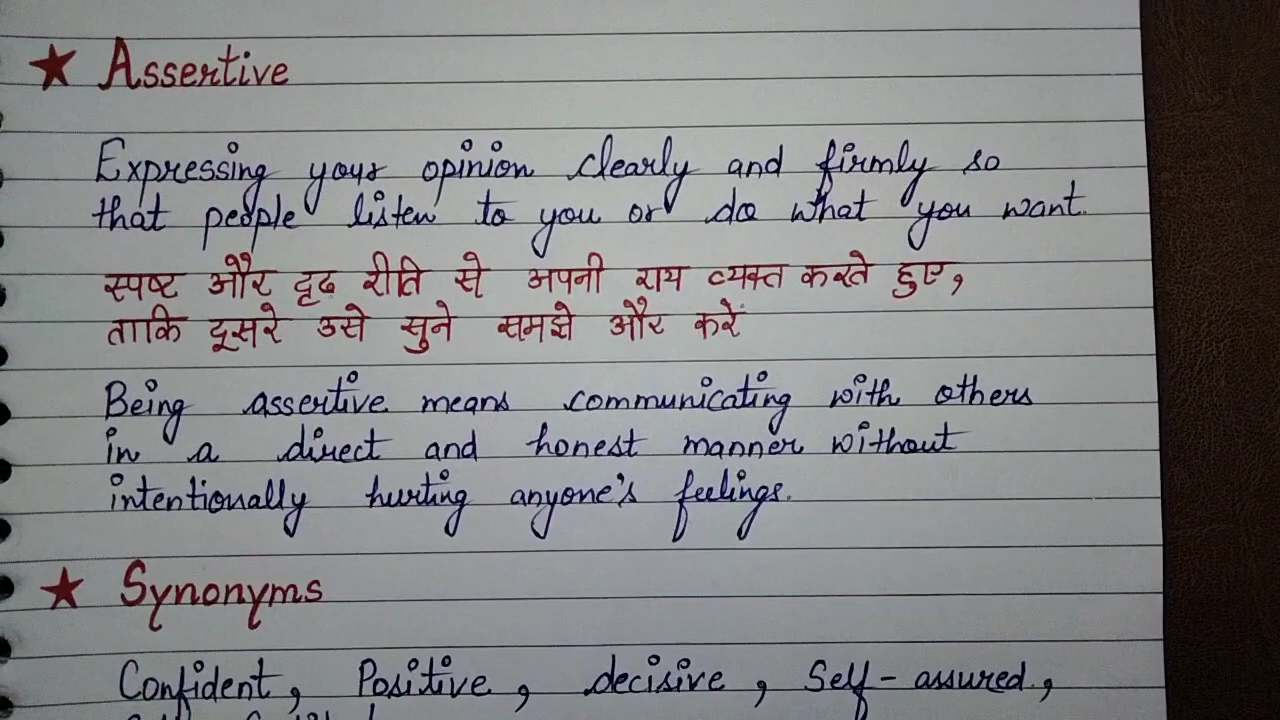 ★ Assertive
Expressing your opinion clearly and firmly so
that people listen to you or do what you want.
स्पष्ट और दृढ़ रीति से अपनी राय व्यक्त करते हुए,
ताकि दूसरे उसे सुने समझे और करें
Being assertive means communicating with others
in a direct and honest manner without
intentionally hurting anyone's feelings.
★ Synonyms
Confident, Positive, decisive, Self-assured,